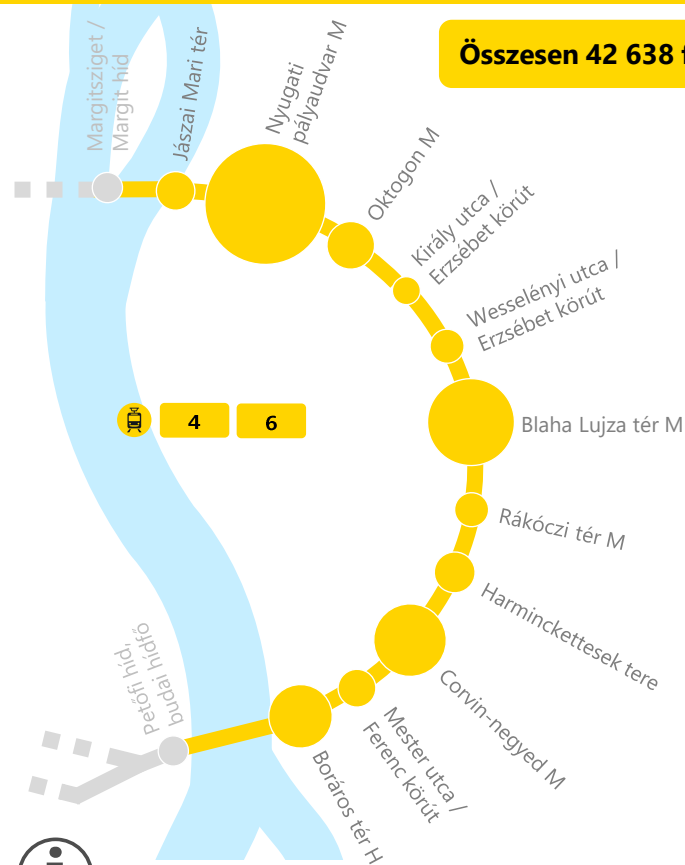 Összesen 42 638 f
Margitsziget /
Margit híd
Jászai Mari tér
Nyugati
pályaudvar M
Oktogon M
Király utca /
Erzsébet körút
Wesselényi utca /
Erzsébet körút
4
6
Blaha Lujza tér M
Rákóczi tér M
Harminckettesek tere
Corvin-negyed M
Mester utca /
Ferenc körút
Boráros tér H
Petőfi híd,
budai hídfő